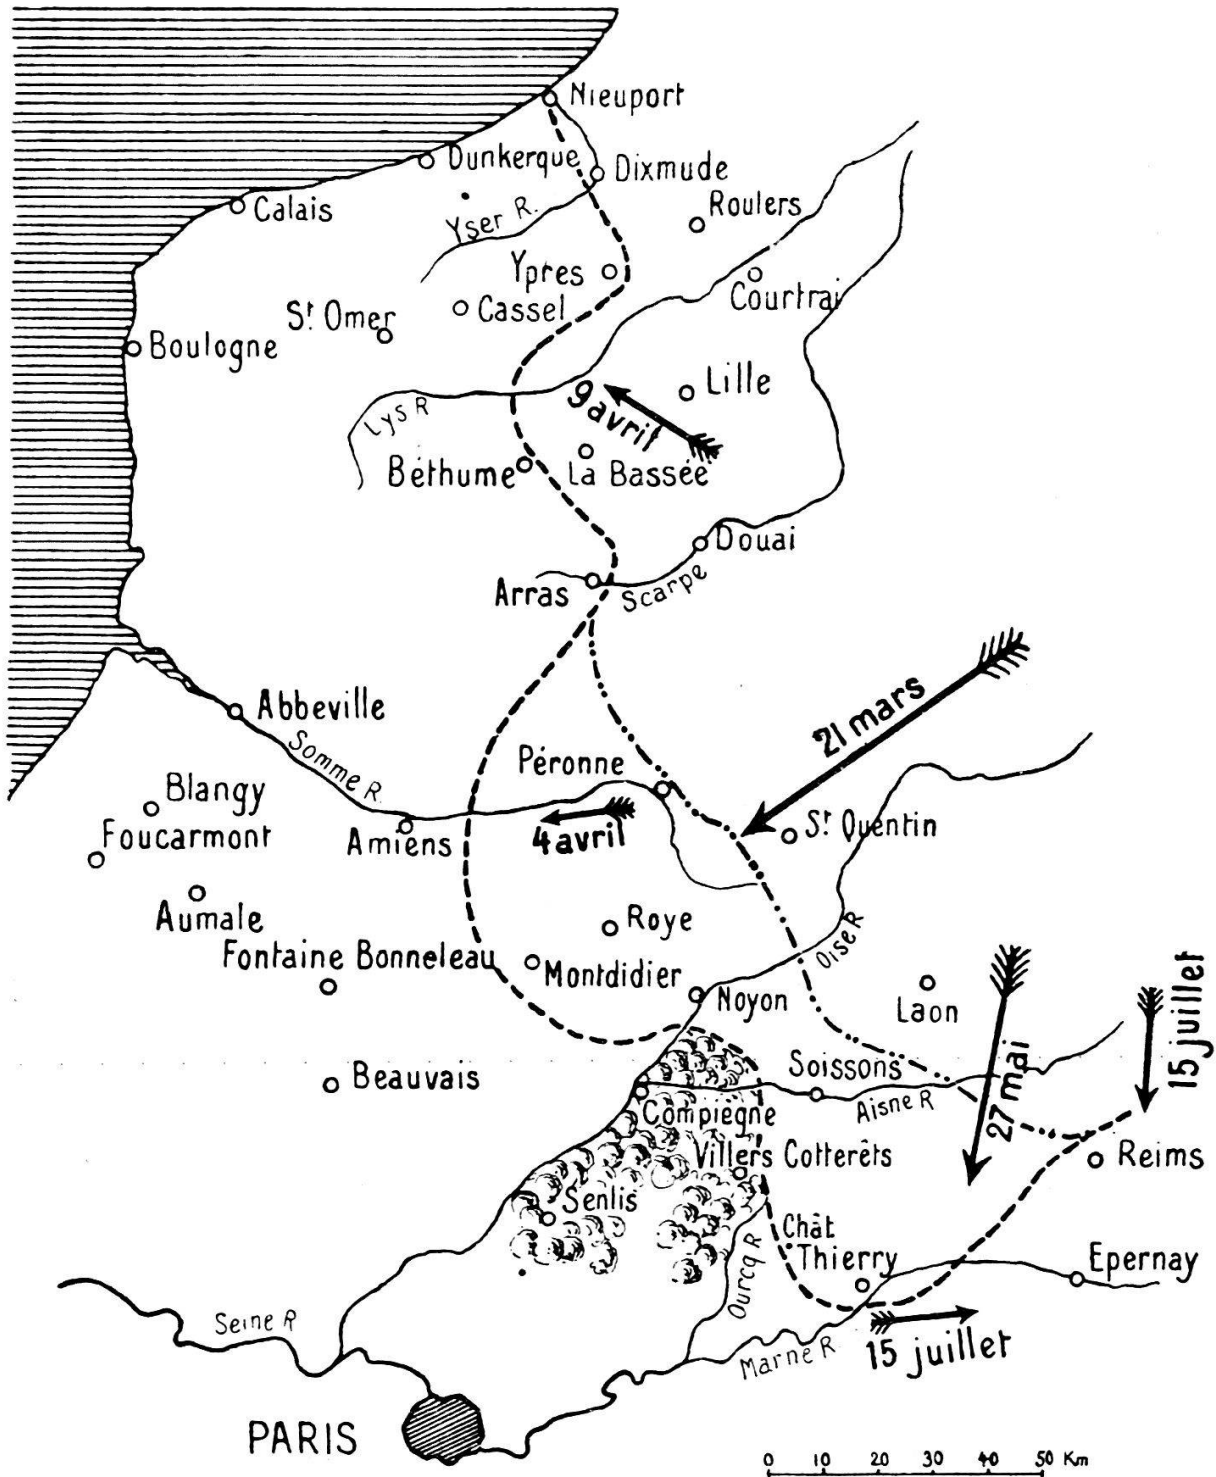 Nieuport
Dunkerque
Dixmude
Calais
Yser R.
Roulers
Ypres
Courtrai
St Omer
Cassel
Boulogne
Lille
9 avril
Lys R
Béthume
La Bassée
Douai
Arras
Scarpe
21 mars
Abbeville
Somme R.
Péronne
Blangy
Foucarmont
Amiens
4 avril
St Quentin
Aumale
Roye
Oise R
Fontaine Bonneleau
Montdidier
Noyon
Laon
15 juillet
27 mai
Soissons
Beauvais
Compiègne
Aisne R
Villers Cotterêts
Reims
Senlis
Chât
Thierry
Epernay
Ourcq R
Seine R
Marne R
15 juillet
PARIS
0 10 20 30 40 50 Km